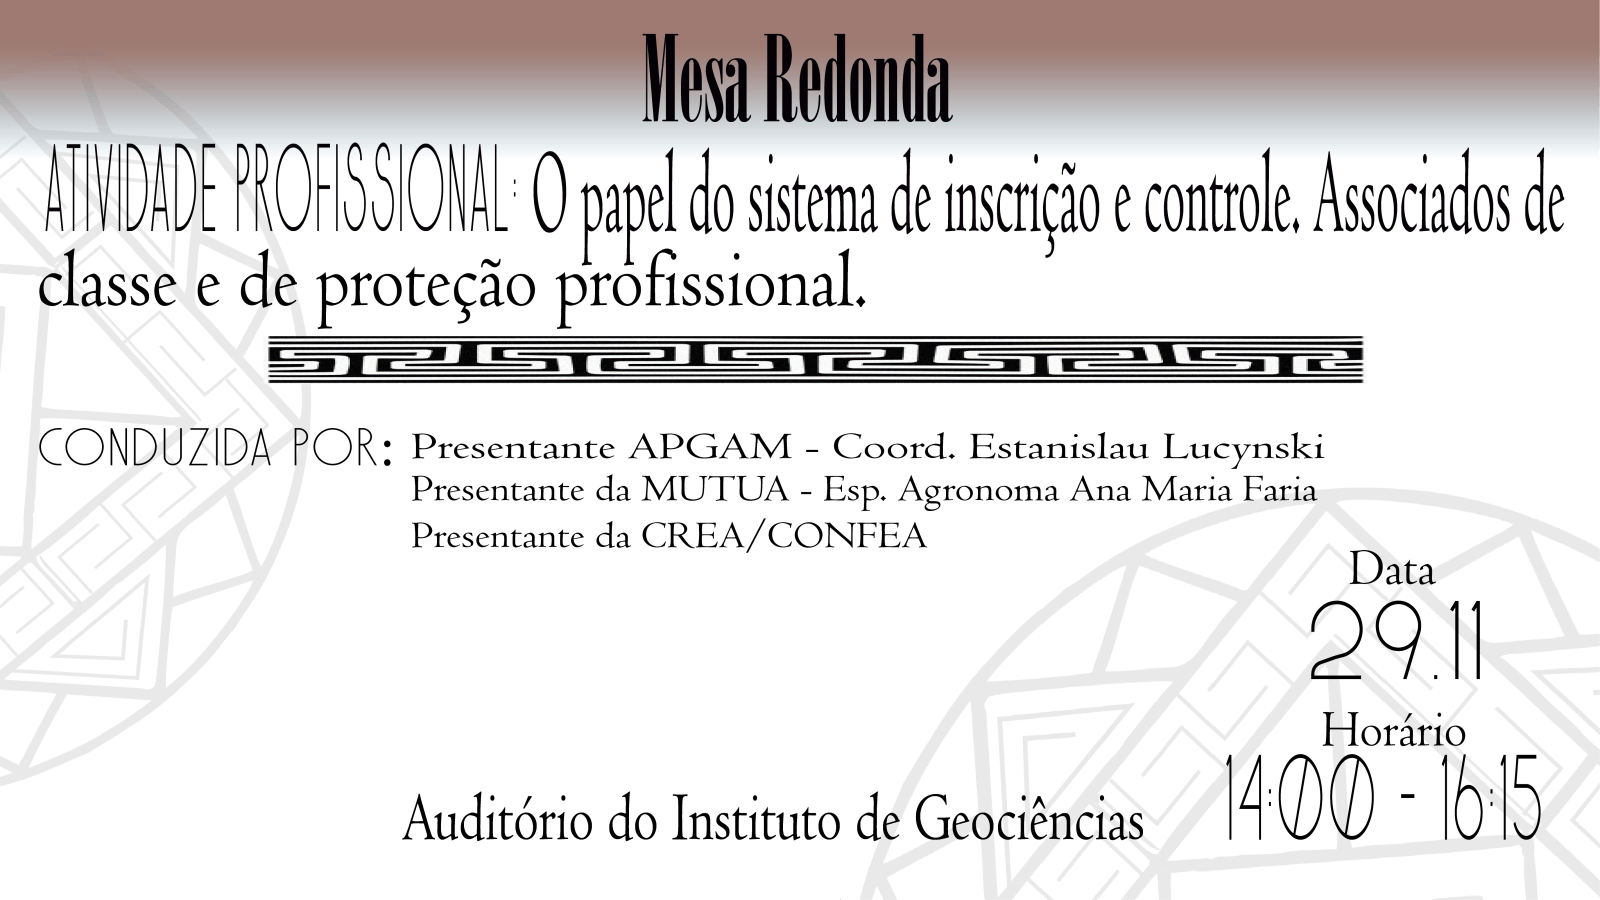 Mesa Redonda
ATIVIDADE PROFISSIONAL: O papel do sistema de inscrição e controle. Associados de
classe e de proteção profissional.
CONDUZIDA POR: Presentante APGAM - Coord. Estanislau Lucynski
Presentante da MUTUA - Esp. Agronoma Ana Maria Faria
Presentante da CREA/CONFEA
Data
29.11
Horário
14:00 - 16:15
Auditório do Instituto de Geociências